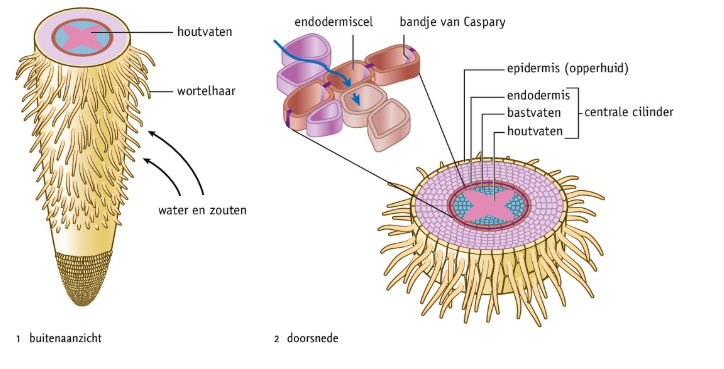 houtvaten
wortelhaar
water en zouten
1 buitenaanzicht
endodermiscel
bandje van Caspary
epidermis (opperhuid)
endodermis
bastvaten
houtvaten
centrale cilinder
2 doorsnede